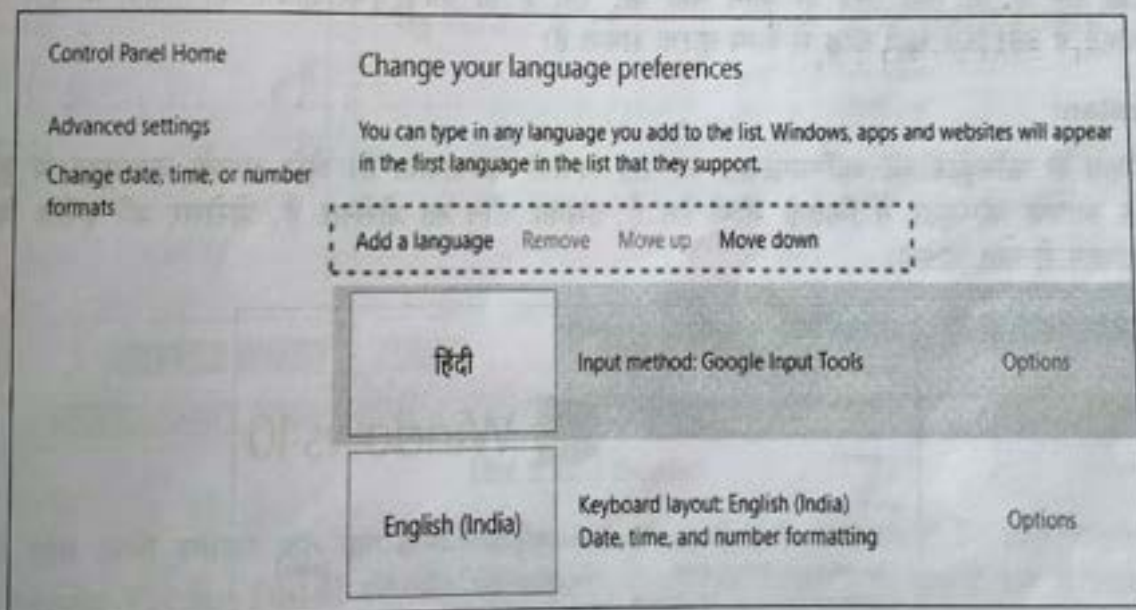 Control Panel Home
Change your language preferences
Advanced settings
You can type in any language you add to the list. Windows, apps and websites will appear
in the first language in the list that they support.
Change date, time, or number
formats
Add a language Remove Move up Move down
हिंदी
Input method: Google Input Tools
Options
English (India)
Keyboard layout: English (India)
Date, time, and number formatting
Options